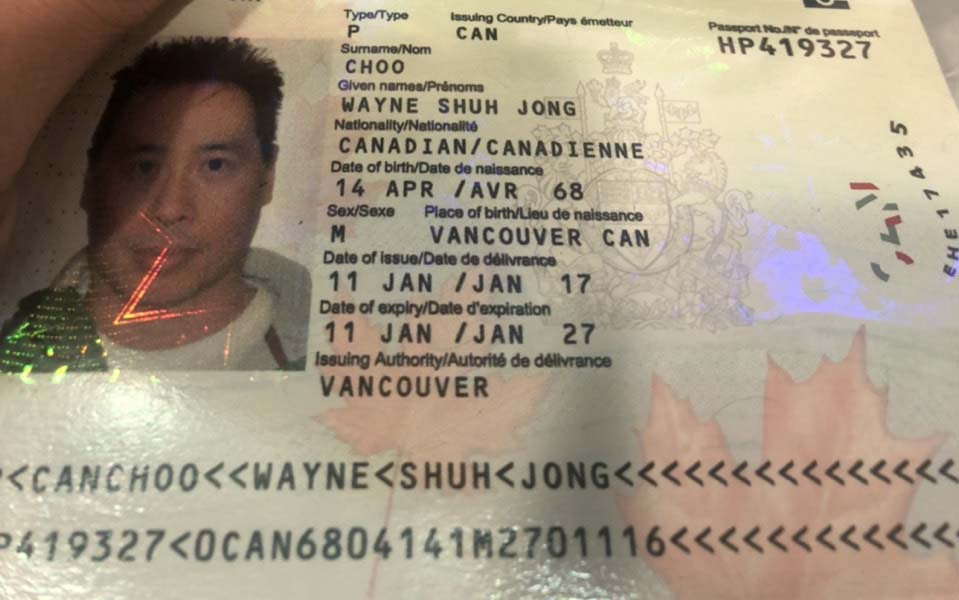 Type/Type Issuing Country/Pays émetteur Passport No./N° de passeport
P CAN HP419327
Surname/Nom
CHOO
Given names/Prénoms
WAYNE SHUH JONG
Nationality/Nationalité
CANADIAN/CANADIENNE
Date of birth/Date de naissance
14 APR /AVR 68
Sex/Sexe Place of birth/Lieu de naissance
M VANCOUVER CAN
Date of issue/Date de délivrance
11 JAN /JAN 17
Date of expiry/Date d'expiration
11 JAN /JAN 27
Issuing Authority/Autorité de délivrance
VANCOUVER
EHE17435
<CANCHOO<<WAYNE<SHUH<JONG<<<<<<<<<<<<<<<
P419327<0CAN6804141M2701116<<<<<<<<<<<<<